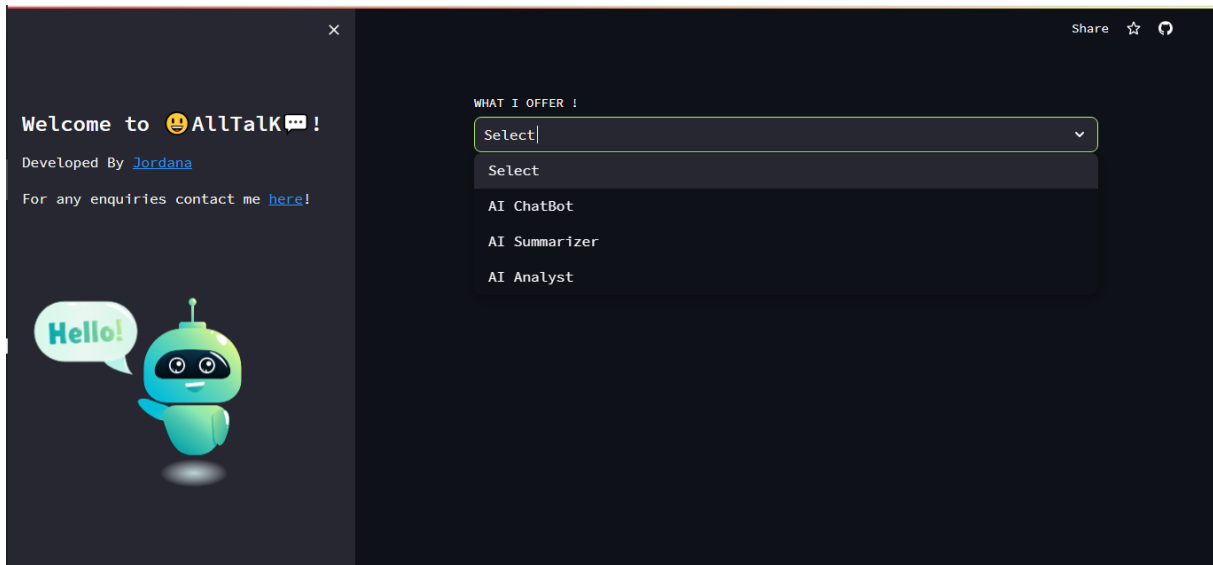 Welcome to 😃AllTalK💬!
Developed By Jordana
For any enquiries contact me here!
Hello!
Share
WHAT I OFFER !
Select
Select
AI ChatBot
AI Summarizer
AI Analyst